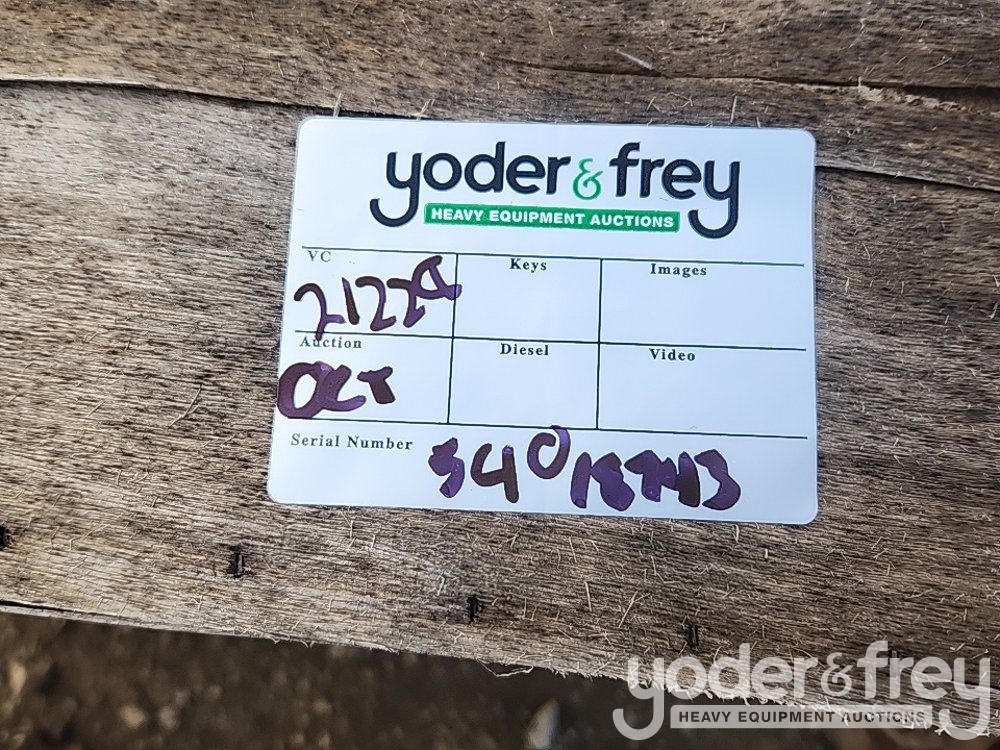 yoder & frey
HEAVY EQUIPMENT AUCTIONS
VC Keys Images
Auction Diesel Video
OCT
Serial Number
yoder & frey
HEAVY EQUIPMENT AUCTIONS